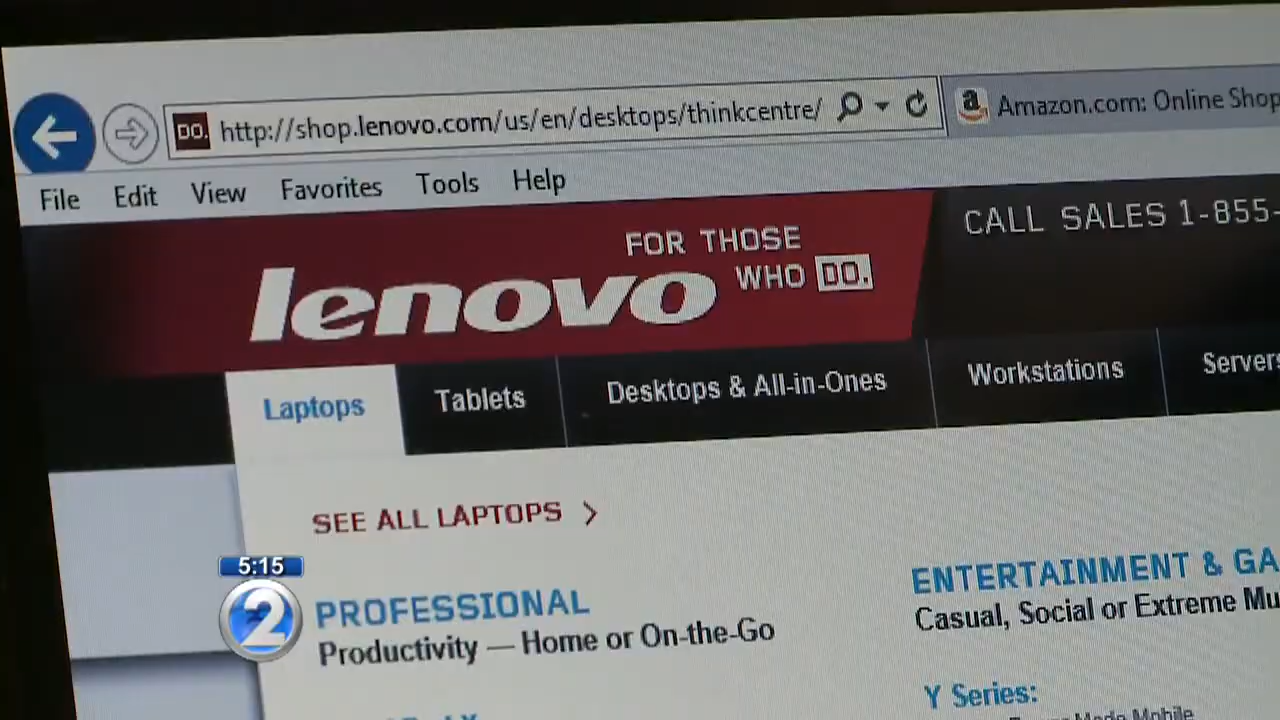 DO. http://shop.lenovo.com/us/en/desktops/thinkcentre/
a Amazon.com: Online Shop
File Edit View Favorites Tools Help
FOR THOSE
WHO DO.
lenovo
CALL SALES 1-855-
Laptops Tablets Desktops & All-in-Ones Workstations Servers
SEE ALL LAPTOPS >
5:15
2
PROFESSIONAL
Productivity — Home or On-the-Go
ENTERTAINMENT & GA
Casual, Social or Extreme Mu
Y Series: